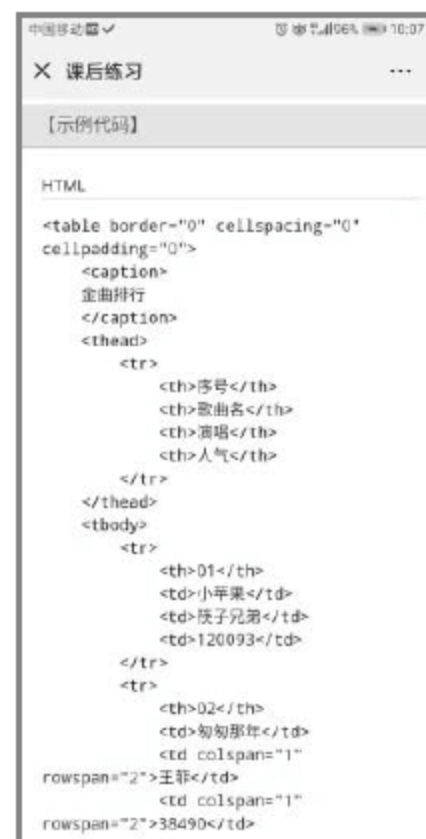 中国移动
96% 10:07
× 课后练习 ...
【示例代码】
HTML
<table border="0" cellspacing="0"
cellpadding="0">
<caption>
金曲排行
</caption>
<thead>
<tr>
<th>序号</th>
<th>歌曲名</th>
<th>演唱</th>
<th>人气</th>
</tr>
</thead>
<tbody>
<tr>
<th>01</th>
<td>小苹果</td>
<td>筷子兄弟</td>
<td>120093</td>
</tr>
<tr>
<th>02</th>
<td>匆匆那年</td>
<td colspan="1"
rowspan="2">王菲</td>
<td colspan="1"
rowspan="2">38490</td>